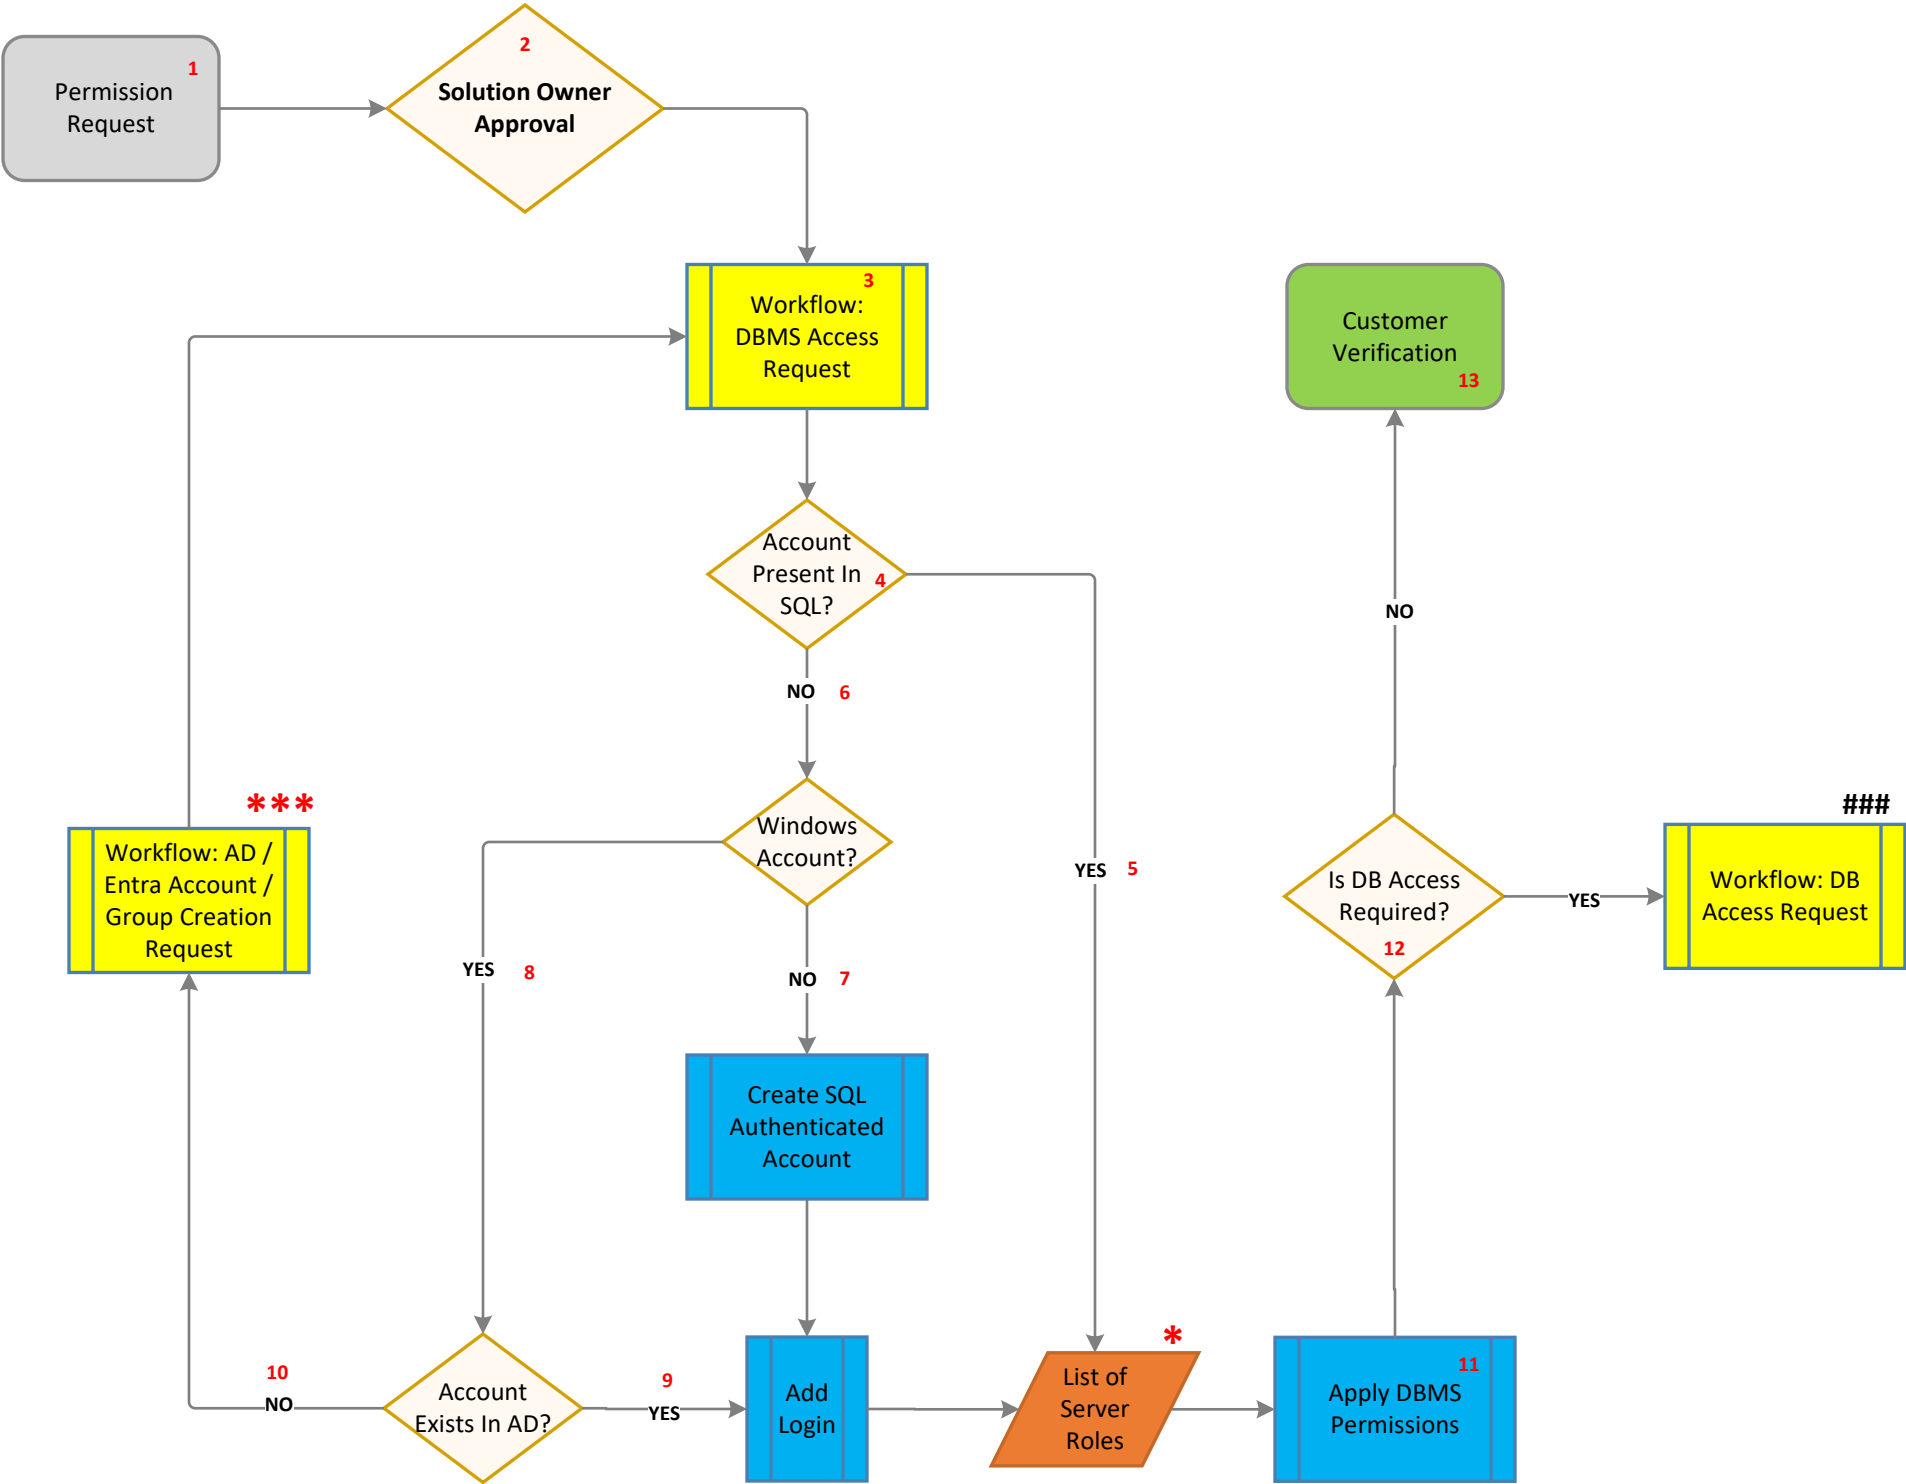 1
Permission
Request
2
Solution Owner
Approval
3
Workflow:
DBMS Access
Request
Customer
Verification
13
Account
Present In
4
SQL?
NO 6
NO
***
Workflow: AD /
Entra Account /
Group Creation
Request
Windows
Account?
YES 5
###
Is DB Access
Required?
12
YES
Workflow: DB
Access Request
YES 8
NO 7
Create SQL
Authenticated
Account
10
NO
Account
Exists In AD?
9
YES
Add
Login
*
List of
Server
Roles
11
Apply DBMS
Permissions